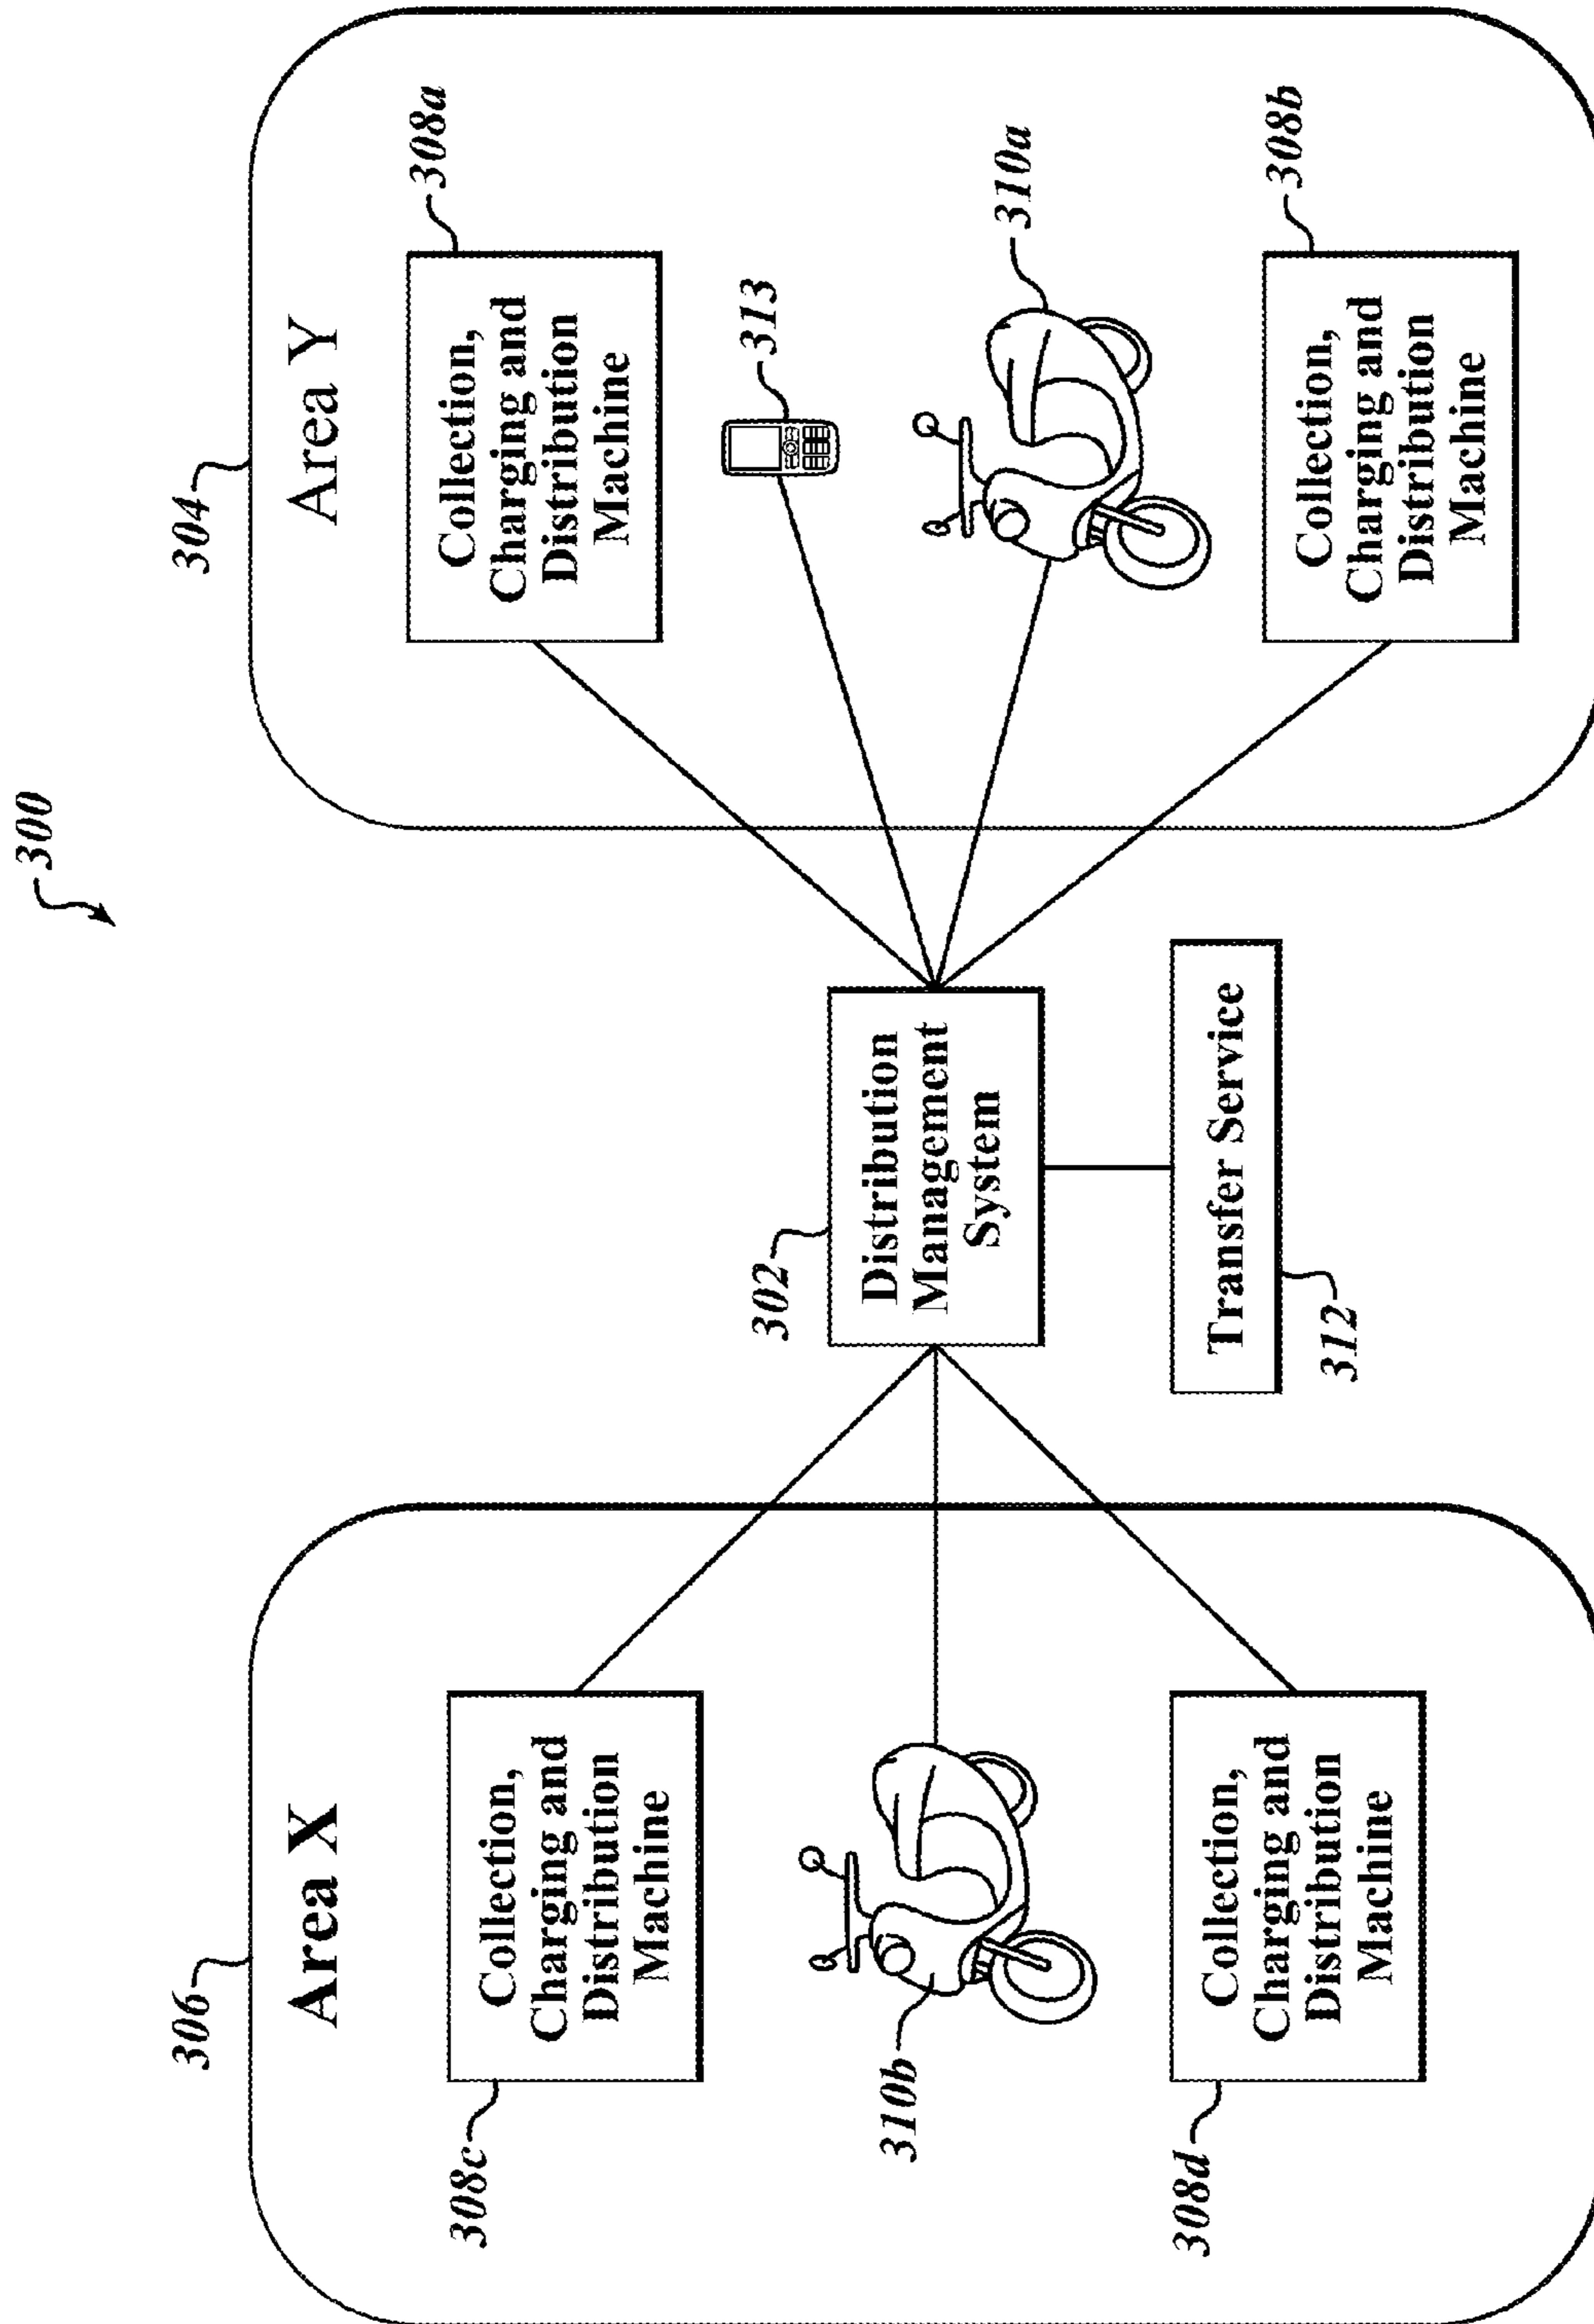 300
306
Area X
308c
Collection,
Charging and
Distribution
Machine
310b
308d
Collection,
Charging and
Distribution
Machine
302
Distribution
Management
System
Transfer Service
312
304
Area Y
308a
Collection,
Charging and
Distribution
Machine
313
310a
308b
Collection,
Charging and
Distribution
Machine